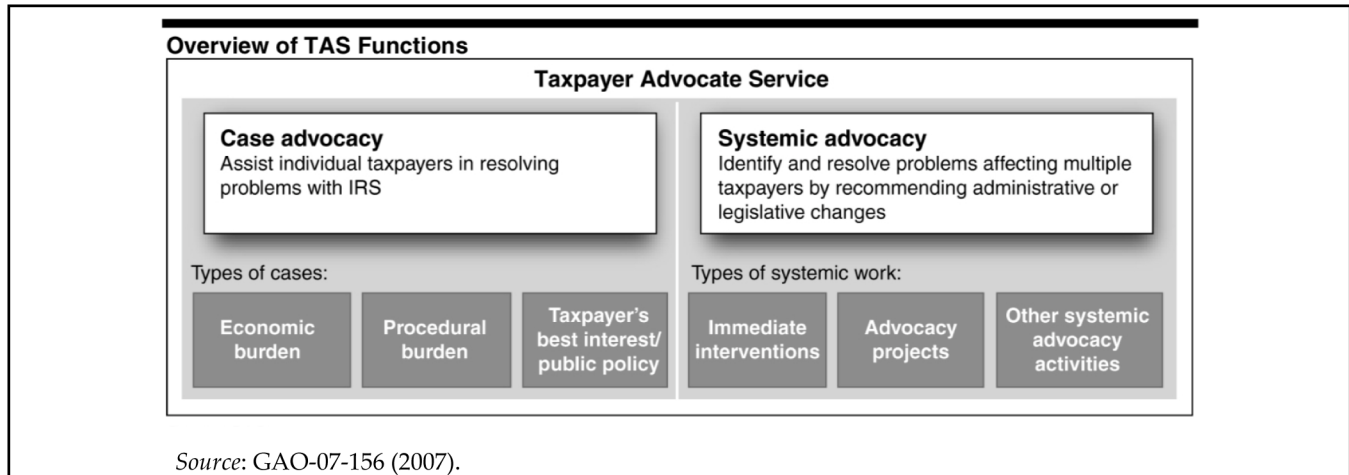 Overview of TAS Functions
Taxpayer Advocate Service
Case advocacy
Assist individual taxpayers in resolving
problems with IRS
Types of cases:
Economic
burden
Procedural
burden
Taxpayer's
best interest/
public policy
Systemic advocacy
Identify and resolve problems affecting multiple
taxpayers by recommending administrative or
legislative changes
Types of systemic work:
Immediate
interventions
Advocacy
projects
Other systemic
advocacy
activities
Source: GAO-07-156 (2007).